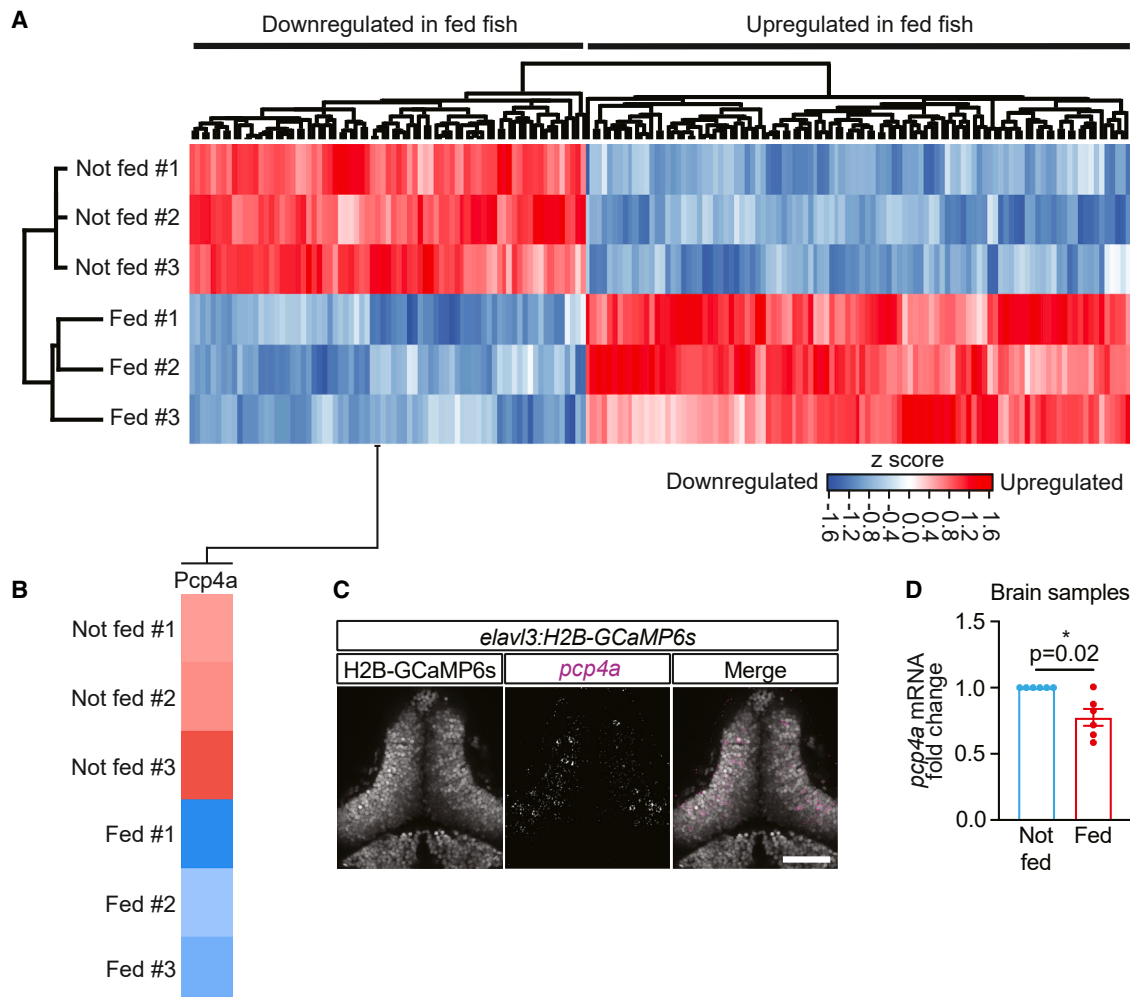 A
Downregulated in fed fish
Upregulated in fed fish
Not fed #1
Not fed #2
Not fed #3
Fed #1
Fed #2
Fed #3
z score
Downregulated
Upregulated
-1.6
-1.2
-0.8
-0.4
0.0
0.4
0.8
1.2
1.6
B
Pcp4a
Not fed #1
Not fed #2
Not fed #3
Fed #1
Fed #2
Fed #3
C
elavl3:H2B-GCaMP6s
H2B-GCaMP6s
pcp4a
Merge
D
Brain samples
*
p=0.02
pcp4a mRNA
fold change
1.5
1.0
0.5
0.0
Not
fed
Fed